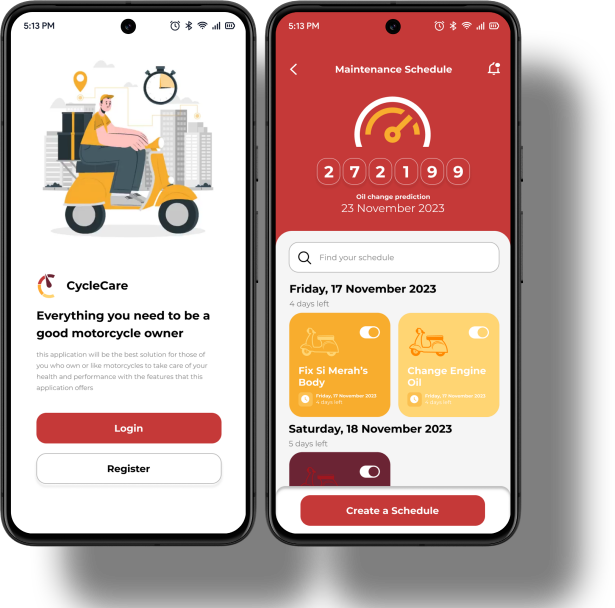 5:13 PM
CycleCare
Everything you need to be a
good motorcycle owner
this application will be the best solution for those of
you who own or like motorcycles to take care of your
health and performance with the features that this
application offers
Login
Register
5:13 PM
Maintenance Schedule
2 7 2 1 9 9
Oil change prediction
23 November 2023
Find your schedule
Friday, 17 November 2023
4 days left
Fix Si Merah's
Body
Friday, 17 November 2023
4 days left
Change Engine
Oil
Friday, 17 November 2023
4 days left
Saturday, 18 November 2023
5 days left
Create a Schedule